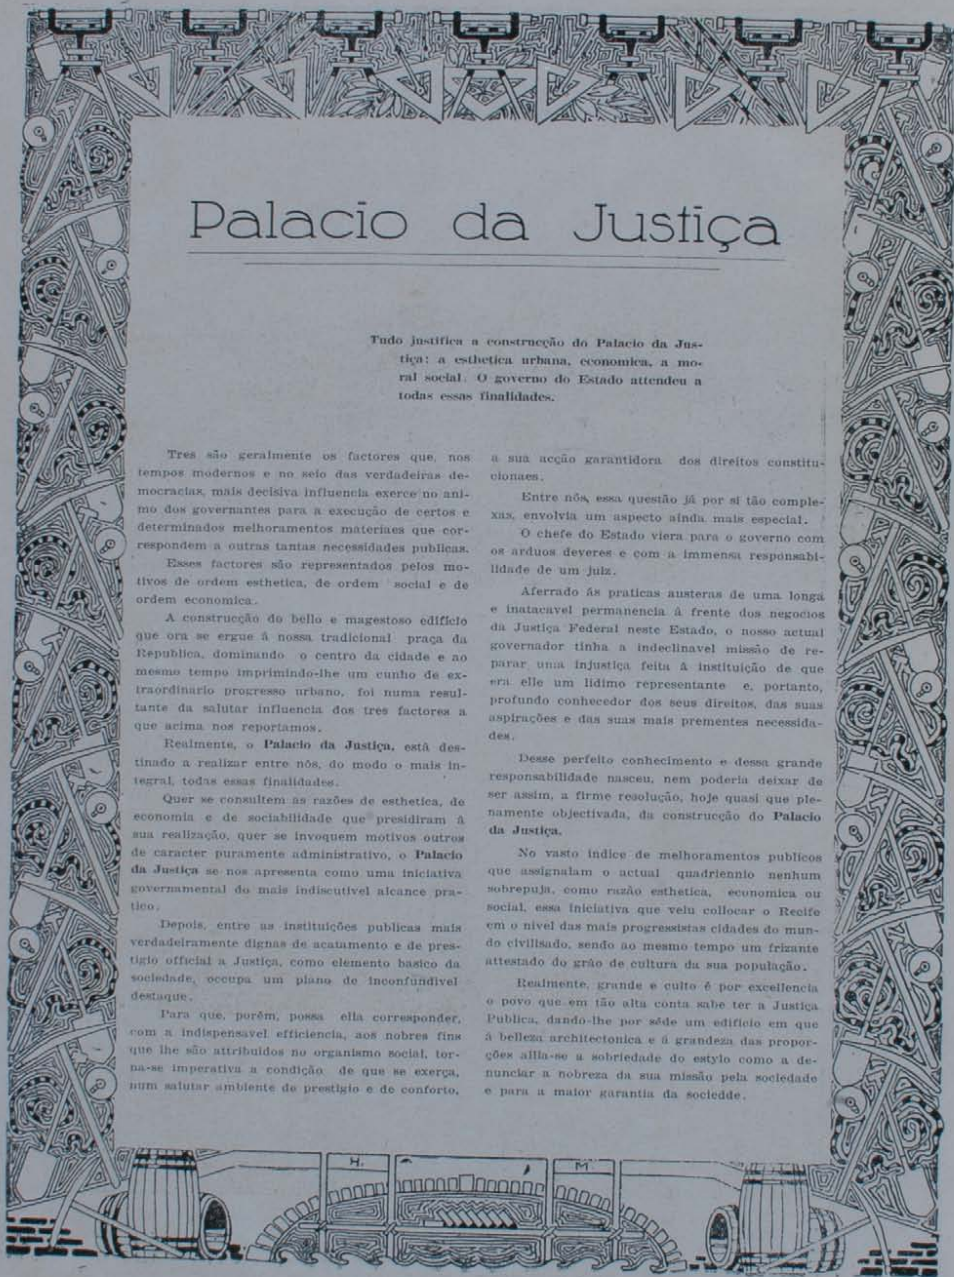 Palacio da Justiça
Tudo justifica a construcção do Palacio da Jus-
tiça: a esthetica urbana, economica, a mo-
ral social. O governo do Estado attendeu a
todas essas finalidades.
Tres são geralmente os factores que, nos
tempos modernos e no seio das verdadeiras de-
mocracias, mais decisiva influencia exerce no ani-
mo dos governantes para a execução de certos e
determinados melhoramentos materiaes que cor-
respondem a outras tantas necessidades publicas.
Esses factores são representados pelos mo-
tivos de ordem esthetica, de ordem social e de
ordem economica.
A construcção do bello e magestoso edificio
que ora se ergue á nossa tradicional praça da
Republica, dominando o centro da cidade e ao
mesmo tempo imprimindo-lhe um cunho de ex-
traordinario progresso urbano, foi numa resul-
tante da salutar influencia dos tres factores a
que acima nos reportamos.
Realmente, o Palacio da Justiça, está des-
tinado a realizar entre nós, do modo o mais in-
tegral, todas essas finalidades.
Quer se consultem as razões de esthetica, de
economia e de sociabilidade que presidiram á
sua realização, quer se invoquem motivos outros
de caracter puramente administrativo, o Palacio
da Justiça se nos apresenta como uma iniciativa
governamental do mais indiscutivel alcance pra-
tico.
Depois, entre as instituições publicas mais
verdadeiramente dignas de acatamento e de pres-
tigio official a Justiça, como elemento basico da
sociedade, occupa um plano de inconfundivel
destaque.
Para que, porém, possa ella corresponder,
com a indispensavel efficiencia, aos nobres fins
que lhe são attribuidos no organismo social, tor-
na-se imperativa a condição de que se exerça,
num salutar ambiente de prestigio e de conforto,
a sua acção garantidora dos direitos constitu-
cionaes.
Entre nós, essa questão já por si tão comple-
xas, envolvia um aspecto ainda mais especial.
O chefe do Estado viera para o governo com
os arduos deveres e com a immensa responsabi-
lidade de um juiz.
Aferrado ás praticas austeras de uma longa
e inatacavel permanencia á frente dos negocios
da Justiça Federal neste Estado, o nosso actual
governador tinha a indeclinavel missão de re-
parar uma injustiça feita á instituição de que
era elle um lidimo representante e, portanto,
profundo conhecedor dos seus direitos, das suas
aspirações e das suas mais prementes necessida-
des.
Desse perfeito conhecimento e dessa grande
responsabilidade nasceu, nem poderia deixar de
ser assim, a firme resolução, hoje quasi que ple-
namente objectivada, da construcção do Palacio
da Justiça.
No vasto indice de melhoramentos publicos
que assignalam o actual quadriennio nenhum
sobrepuja, como razão esthetica, economica ou
social, essa iniciativa que veiu collocar o Recife
em o nivel das mais progressistas cidades do mun-
do civilisado, sendo ao mesmo tempo um frizante
attestado do gráo de cultura da sua população.
Realmente, grande e culto é por excellencia
o povo que em tão alta conta sabe ter a Justiça
Publica, dando-lhe por séde um edificio em que
á belleza architectonica e á grandeza das propor-
ções allia-se a sobriedade do estylo como a de-
nunciar a nobreza da sua missão pela sociedade
e para a maior garantia da sociedde.
H. M.